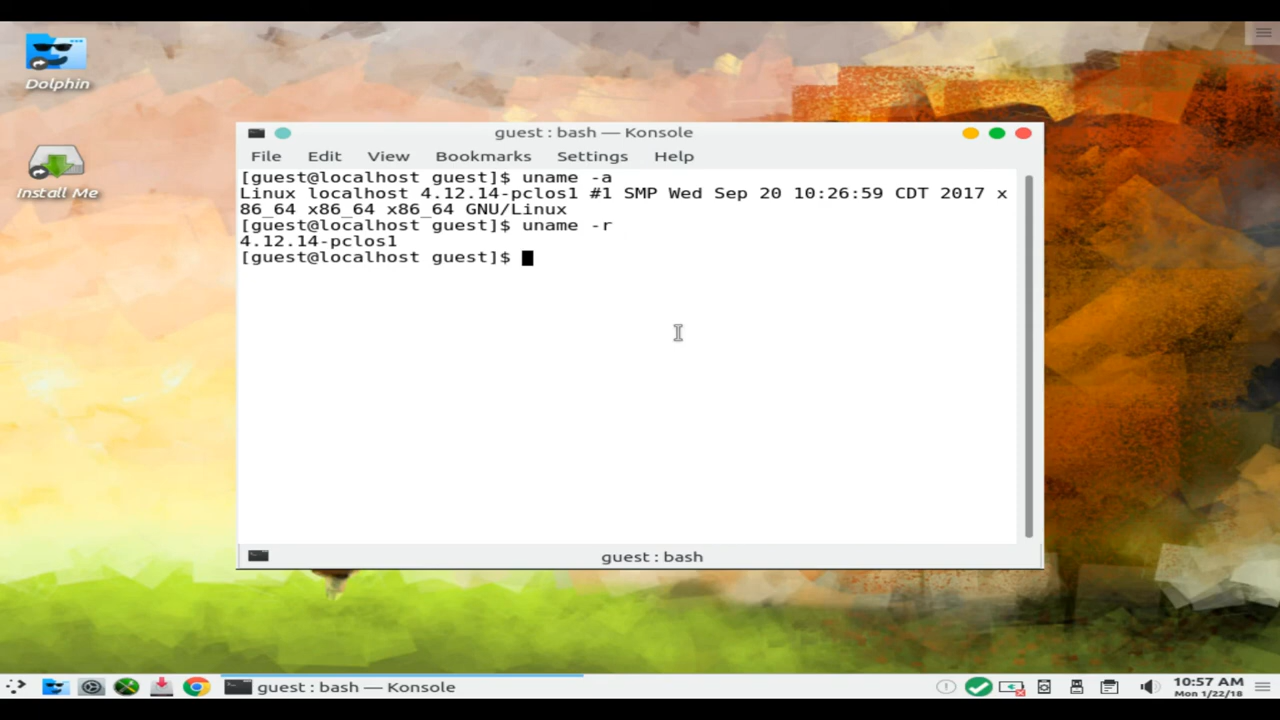 Dolphin
Install Me
guest : bash — Konsole
File Edit View Bookmarks Settings Help
[guest@localhost guest]$ uname -a
Linux localhost 4.12.14-pclos1 #1 SMP Wed Sep 20 10:26:59 CDT 2017 x
86_64 x86_64 x86_64 GNU/Linux
[guest@localhost guest]$ uname -r
4.12.14-pclos1
[guest@localhost guest]$
guest : bash
guest : bash — Konsole
10:57 AM
Mon 1/22/18